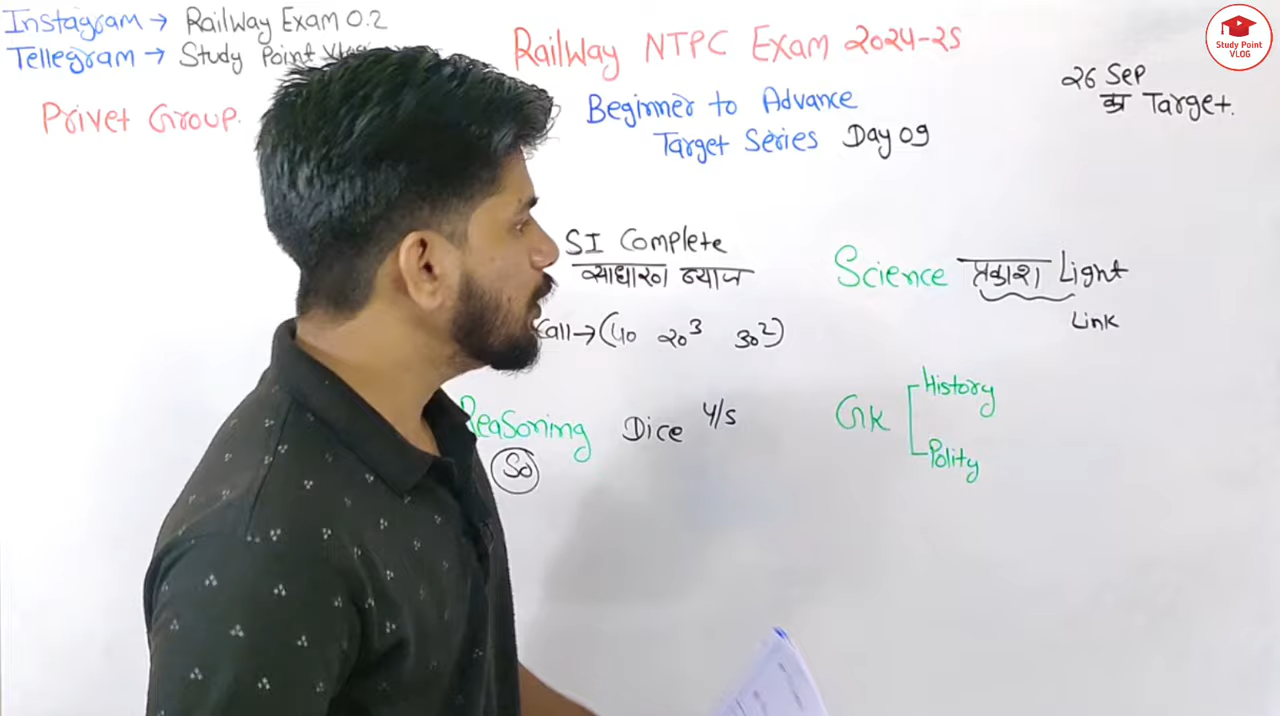 Instagram → Railway Exam 0.2
Tellegram → Study Point
Privet Group
Railway NTPC Exam 2024-25
Beginner to Advance
Target Series Day 09
Study Point
VLOG
26 Sep
का Target.
SI Complete
साधारण ब्याज
Call → (40 20³ 30²)
Reasoning Dice 4/5
50
Science प्रकाश Light
Link
GK
History
Polity